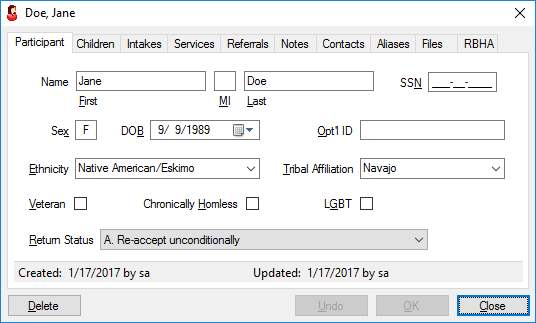 Doe, Jane
Participant Children Intakes Services Referrals Notes Contacts Aliases Files RBHA
Name Jane Doe SSN ___-__-____
First MI Last
Sex F DOB 9/ 9/1989 Opt1 ID
Ethnicity Native American/Eskimo Tribal Affiliation Navajo
Veteran Chronically Homless LGBT
Return Status A. Re-accept unconditionally
Created: 1/17/2017 by sa Updated: 1/17/2017 by sa
Delete Undo OK Close